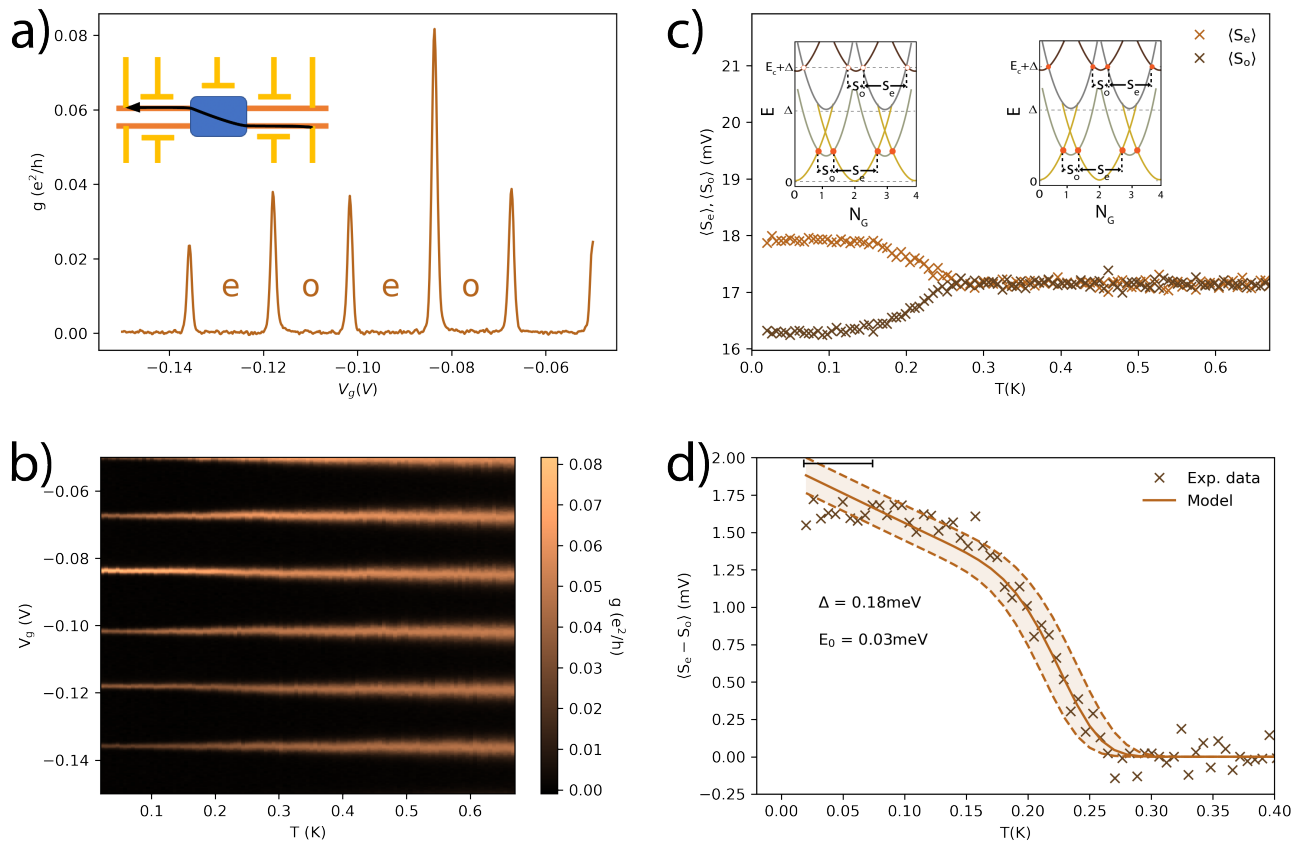 a)
0.08
0.06
0.04
0.02
0.00
g (e²/h)
e
o
e
o
−0.14
−0.12
−0.10
−0.08
−0.06
V_g(V)
b)
−0.06
−0.08
−0.10
−0.12
−0.14
V_g (V)
0.1
0.2
0.3
0.4
0.5
0.6
T (K)
0.08
0.07
0.06
0.05
0.04
0.03
0.02
0.01
0.00
g (e²/h)
c)
21
20
19
18
17
16
⟨S_e⟩, ⟨S_o⟩ (mV)
⟨S_e⟩
⟨S_o⟩
E_c+Δ
Δ
0
E
S_o
S_e
S_o
S_e
0
1
2
3
4
N_G
E_c+Δ
Δ
0
E
S_o
S_e
S_o
S_e
0
1
2
3
4
N_G
0.0
0.1
0.2
0.3
0.4
0.5
0.6
T(K)
d)
2.00
1.75
1.50
1.25
1.00
0.75
0.50
0.25
0.00
−0.25
⟨S_e − S_o⟩ (mV)
Exp. data
Model
Δ = 0.18meV
E₀ = 0.03meV
0.00
0.05
0.10
0.15
0.20
0.25
0.30
0.35
0.40
T(K)